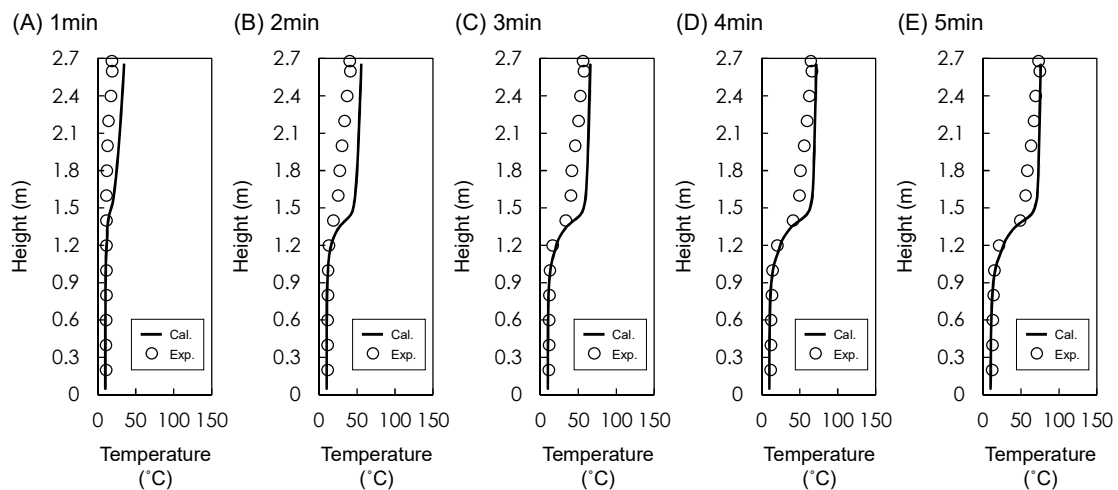 (A) 1min
2.7
2.4
2.1
1.8
1.5
1.2
0.9
0.6
0.3
0
Height (m)
Cal.
Exp.
0 50 100 150
Temperature
(˚C)
(B) 2min
2.7
2.4
2.1
1.8
1.5
1.2
0.9
0.6
0.3
0
Height (m)
Cal.
Exp.
0 50 100 150
Temperature
(˚C)
(C) 3min
2.7
2.4
2.1
1.8
1.5
1.2
0.9
0.6
0.3
0
Height (m)
Cal.
Exp.
0 50 100 150
Temperature
(˚C)
(D) 4min
2.7
2.4
2.1
1.8
1.5
1.2
0.9
0.6
0.3
0
Height (m)
Cal.
Exp.
0 50 100 150
Temperature
(˚C)
(E) 5min
2.7
2.4
2.1
1.8
1.5
1.2
0.9
0.6
0.3
0
Height (m)
Cal.
Exp.
0 50 100 150
Temperature
(˚C)